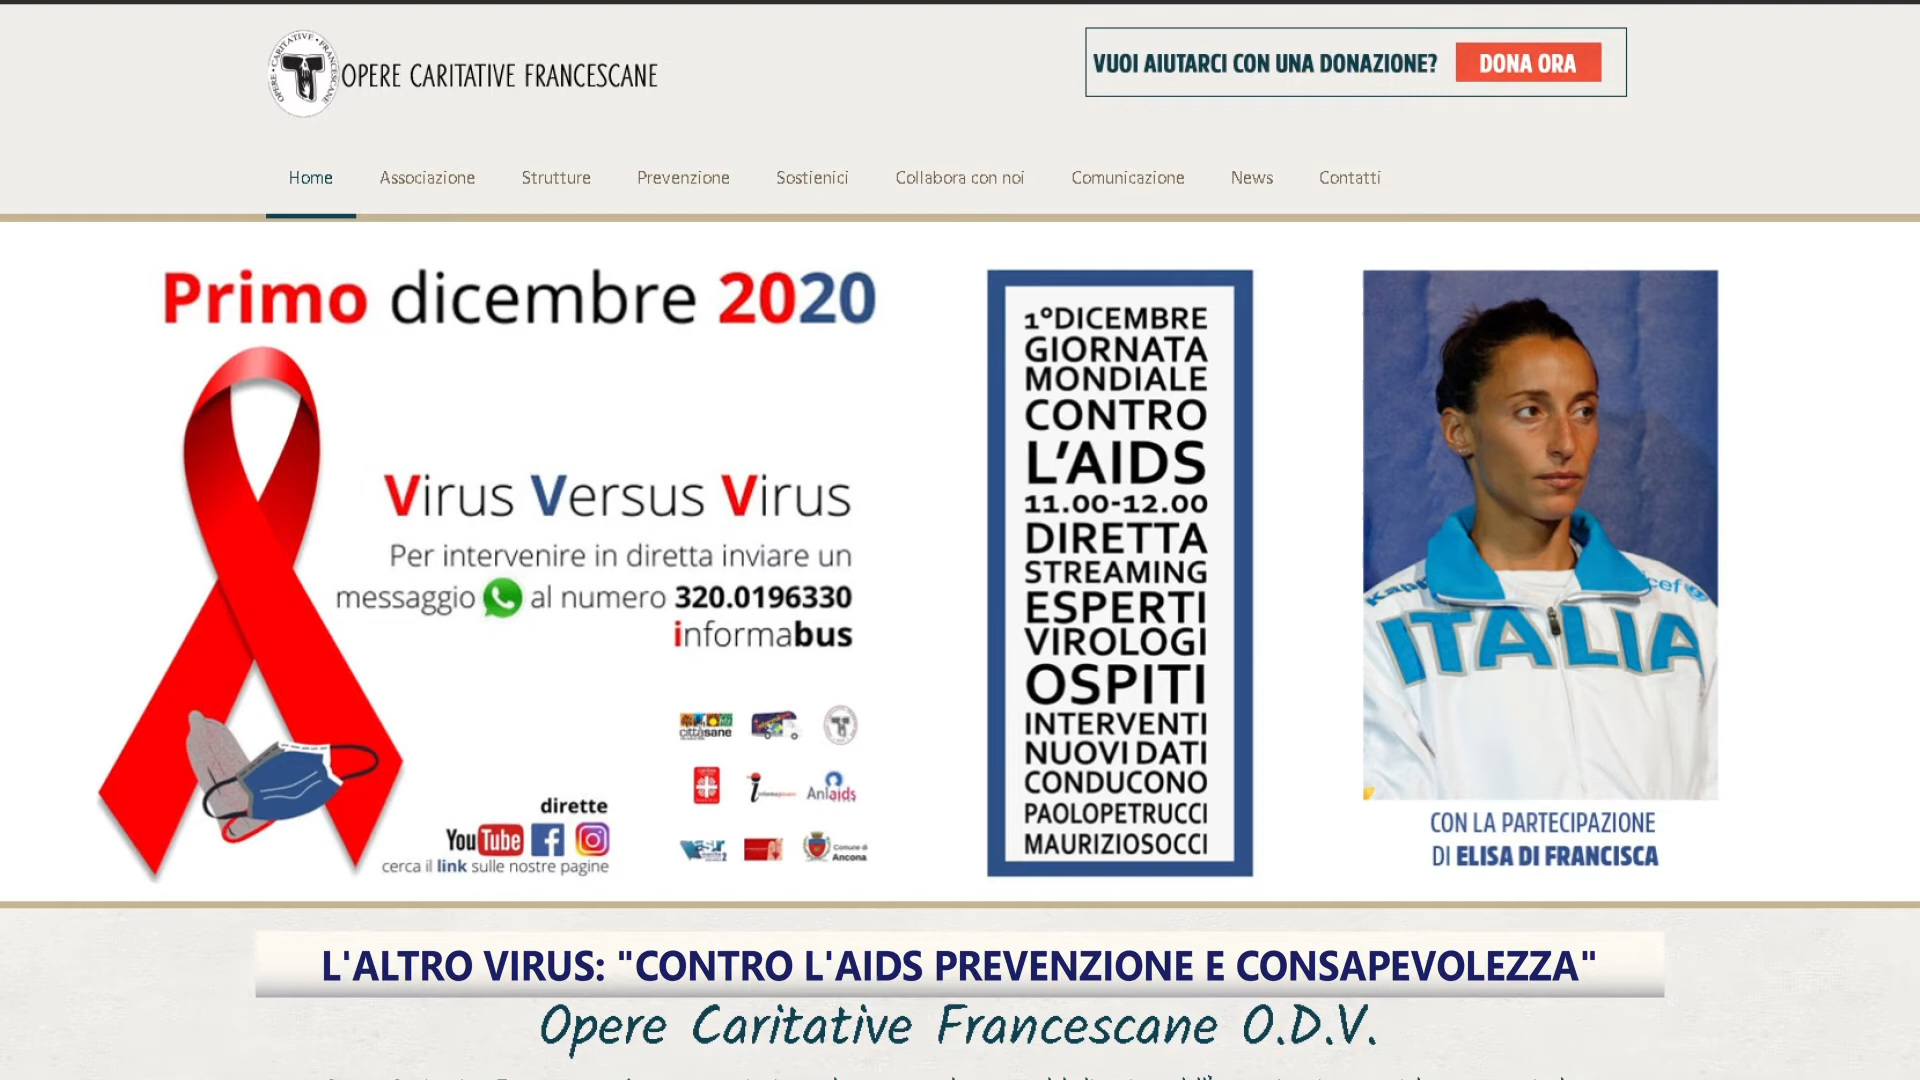 OPERE CARITATIVE FRANCESCANE
VUOI AIUTARCI CON UNA DONAZIONE? DONA ORA
Home Associazione Strutture Prevenzione Sostienici Collabora con noi Comunicazione News Contatti
Primo dicembre 2020
Virus Versus Virus
Per intervenire in diretta inviare un
messaggio al numero 320.0196330
informabus
cittàsane
Anlaids
Comune di
Ancona
dirette
YouTube
cerca il link sulle nostre pagine
1°DICEMBRE
GIORNATA
MONDIALE
CONTRO
L'AIDS
11.00-12.00
DIRETTA
STREAMING
ESPERTI
VIROLOGI
OSPITI
INTERVENTI
NUOVI DATI
CONDUCONO
PAOLOPETRUCCI
MAURIZIOSOCCI
ITALIA
CON LA PARTECIPAZIONE
DI ELISA DI FRANCISCA
L'ALTRO VIRUS: "CONTRO L'AIDS PREVENZIONE E CONSAPEVOLEZZA"
Opere Caritative Francescane O.D.V.